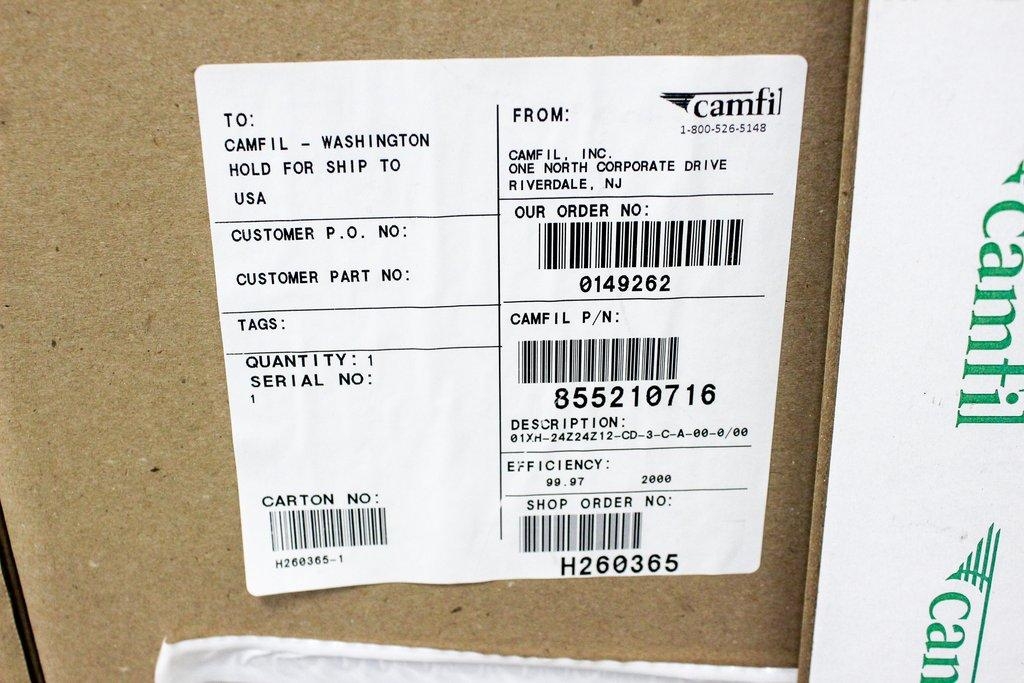 TO:
CAMFIL - WASHINGTON
HOLD FOR SHIP TO
USA
CUSTOMER P.O. NO:
CUSTOMER PART NO:
TAGS:
QUANTITY: 1
SERIAL NO:
1
CARTON NO:
H260365-1
FROM:
camfil
1-800-526-5148
CAMFIL, INC.
ONE NORTH CORPORATE DRIVE
RIVERDALE, NJ
OUR ORDER NO:
0149262
CAMFIL P/N:
855210716
DESCRIPTION:
01XH-24Z24Z12-CD-3-C-A-00-0/00
EFFICIENCY:
99.97 2000
SHOP ORDER NO:
H260365
camfil
cam